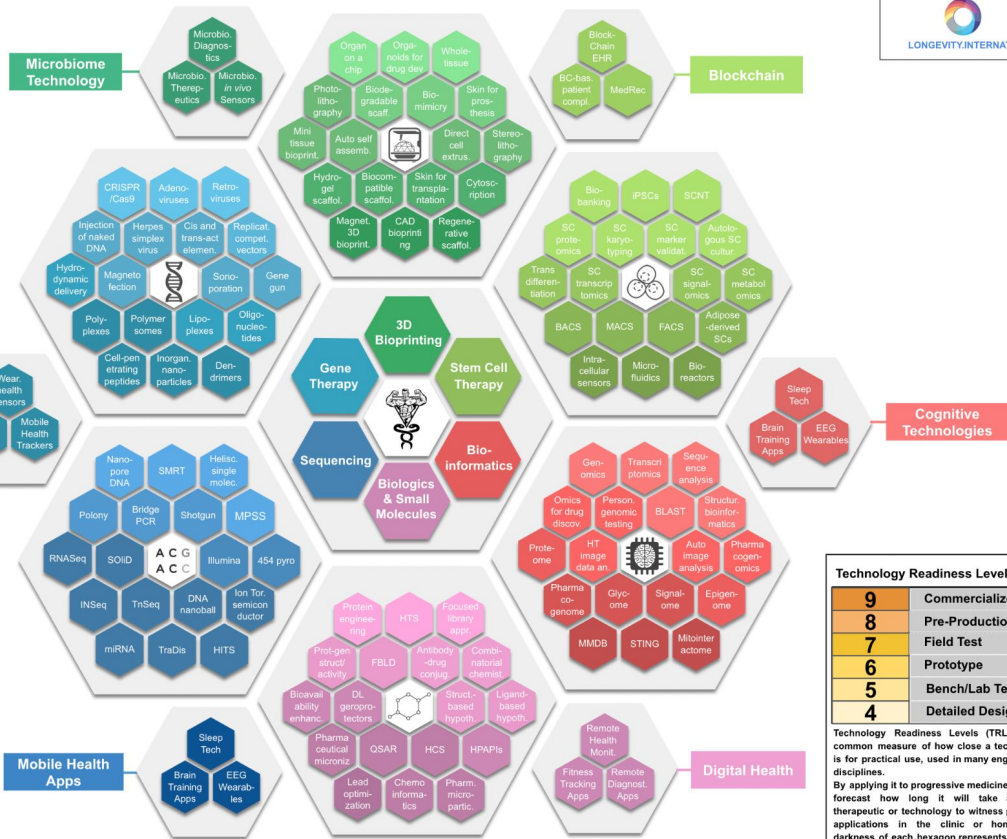 LONGEVITY.INTERNAT
Microbiome
Technology
Microbio.
Diagnos-
tics
Microbio.
Therep-
eutics
Microbio.
in vivo
Sensors
Organ
on a
chip
Orga-
noids for
drug dev
Whole-
tissue
Photo-
litho-
graphy
Biode-
gradable
scaff.
Bio-
mimicry
Skin for
pros-
thesis
Mini
tissue
bioprint.
Auto self
assemb.
Direct
cell
extrus.
Stereo-
litho-
graphy
Hydro-
gel
scaffol.
Biocom-
patible
scaffol.
Skin for
transpla-
ntation
Cytosc-
ription
Magnet.
3D
bioprint.
CAD
bioprinti
ng
Regene-
rative
scaffol.
Block-
Chain
EHR
BC-bas.
patient
compl.
MedRec
Blockchain
CRISPR
/Cas9
Adeno-
viruses
Retro-
viruses
Injection
of naked
DNA
Herpes
simplex
virus
Cis and
trans-act
elemen.
Replicat.
compet.
vectors
Hydro-
dynamic
delivery
Magneto
fection
Sono-
poration
Gene
gun
Poly-
plexes
Polymer
somes
Lipo-
plexes
Oligo-
nucleo-
tides
Cell-pen
etrating
peptides
Inorgan.
nano-
particles
Den-
drimers
Bio-
banking
iPSCs
SCNT
SC
prote-
omics
SC
karyo-
typing
SC
marker
validat.
Autolo-
gous SC
cultur.
Trans
differen-
tiation
SC
transcrip
tomics
SC
signal-
omics
SC
metabol
omics
BACS
MACS
FACS
Adipose
-derived
SCs
Intra-
cellular
sensors
Micro-
fluidics
Bio-
reactors
3D
Bioprinting
Gene
Therapy
Stem Cell
Therapy
Sequencing
Bio-
informatics
Biologics
& Small
Molecules
Wear.
ealth
ensors
Mobile
Health
Trackers
Sleep
Tech
Brain
Training
Apps
EEG
Wearables
Cognitive
Technologies
Nano-
pore
DNA
SMRT
Helisc.
single
molec.
Polony
Bridge
PCR
Shotgun
MPSS
RNASeq
SOliD
A C G
A C C
Illumina
454 pyro
INSeq
TnSeq
DNA
nanoball
Ion Tor.
semicon
ductor
miRNA
TraDis
HITS
Gen-
omics
Transcri
ptomics
Sequ-
ence
analysis
Omics
for drug
discov.
Person.
genomic
testing
BLAST
Structur.
bioinfor-
matics
Prote-
ome
HT
image
data an.
Auto
image
analysis
Pharma
cogen-
omics
Pharma
co-
genome
Glyc-
ome
Signal-
ome
Epigen-
ome
MMDB
STING
Mitointer
actome
Protein
enginee-
ring
HTS
Focused
library
appr.
Prot-gen
struct/
activity
FBLD
Antibody
-drug
conjug.
Combi-
natorial
chemist.
Bioavail
ability
enhanc.
DL
geropro-
tectors
Struct.-
based
hypoth.
Ligand-
based
hypoth.
Pharma
ceutical
microniz
QSAR
HCS
HPAPIs
Lead
optimi-
zation
Chemo
informa-
tics
Pharm.
micro-
partic.
Mobile Health
Apps
Sleep
Tech
Brain
Training
Apps
EEG
Wearab-
les
Remote
Health
Monit.
Fitness
Tracking
Apps
Remote
Diagnost.
Apps
Digital Health
Technology Readiness Level
9 Commercializ
8 Pre-Productio
7 Field Test
6 Prototype
5 Bench/Lab Te
4 Detailed Desig
Technology Readiness Levels (TRL
common measure of how close a tec
is for practical use, used in many eng
disciplines.
By applying it to progressive medicine
forecast how long it will take
therapeutic or technology to witness
applications in the clinic or hon
darkness of each hexagon represents